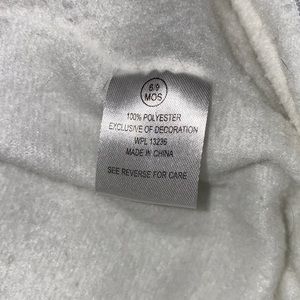 6/9
MOS
100% POLYESTER
EXCLUSIVE OF DECORATION
WPL 13236
MADE IN CHINA
SEE REVERSE FOR CARE